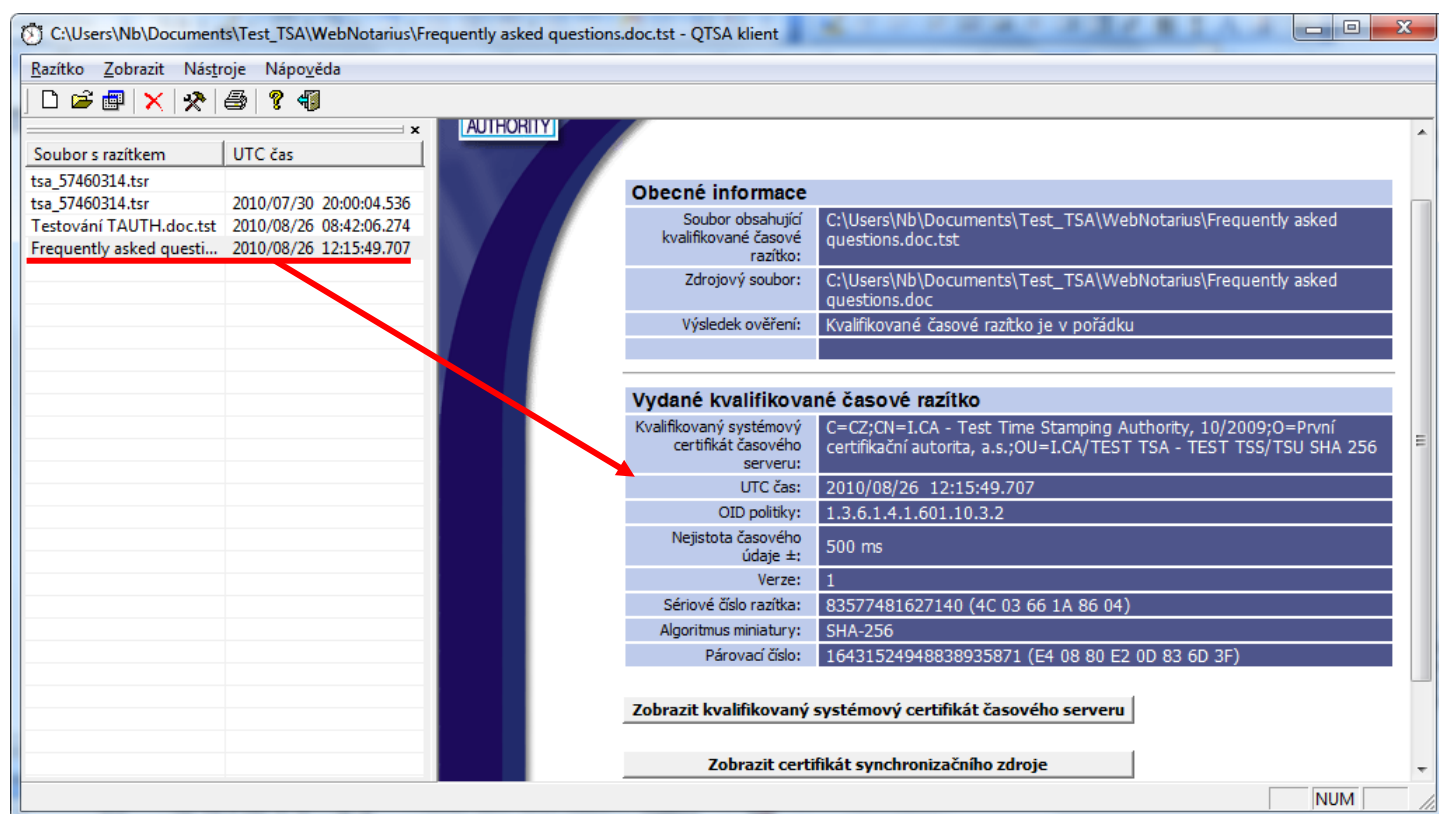 C:\Users\Nb\Documents\Test_TSA\WebNotarius\Frequently asked questions.doc.tst - QTSA klient
Razítko Zobrazit Nástroje Nápověda
Soubor s razítkem UTC čas
tsa_57460314.tsr
tsa_57460314.tsr 2010/07/30 20:00:04.536
Testování TAUTH.doc.tst 2010/08/26 08:42:06.274
Frequently asked questi... 2010/08/26 12:15:49.707
AUTHORITY
Obecné informace
Soubor obsahující
kvalifikované časové
razítko:
C:\Users\Nb\Documents\Test_TSA\WebNotarius\Frequently asked
questions.doc.tst
Zdrojový soubor:
C:\Users\Nb\Documents\Test_TSA\WebNotarius\Frequently asked
questions.doc
Výsledek ověření: Kvalifikované časové razítko je v pořádku
Vydané kvalifikované časové razítko
Kvalifikovaný systémový
certifikát časového
serveru:
C=CZ;CN=I.CA - Test Time Stamping Authority, 10/2009;O=První
certifikační autorita, a.s.;OU=I.CA/TEST TSA - TEST TSS/TSU SHA 256
UTC čas: 2010/08/26 12:15:49.707
OID politiky: 1.3.6.1.4.1.601.10.3.2
Nejistota časového
údaje ±:
500 ms
Verze: 1
Sériové číslo razítka: 83577481627140 (4C 03 66 1A 86 04)
Algoritmus miniatury: SHA-256
Párovací číslo: 16431524948838935871 (E4 08 80 E2 0D 83 6D 3F)
Zobrazit kvalifikovaný systémový certifikát časového serveru
Zobrazit certifikát synchronizačního zdroje
NUM